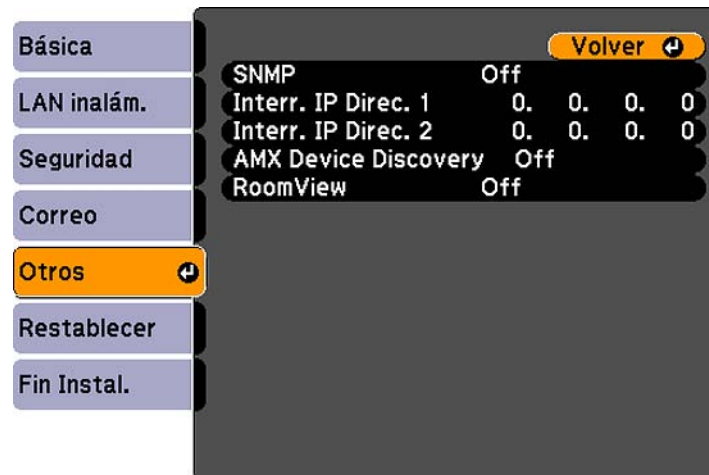 Básica
LAN inalám.
Seguridad
Correo
Otros
Restablecer
Fin Instal.
Volver
SNMP Off
Interr. IP Direc. 1 0. 0. 0. 0
Interr. IP Direc. 2 0. 0. 0. 0
AMX Device Discovery Off
RoomView Off